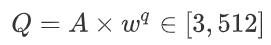 Q = A × w^q ∈ [3, 512]